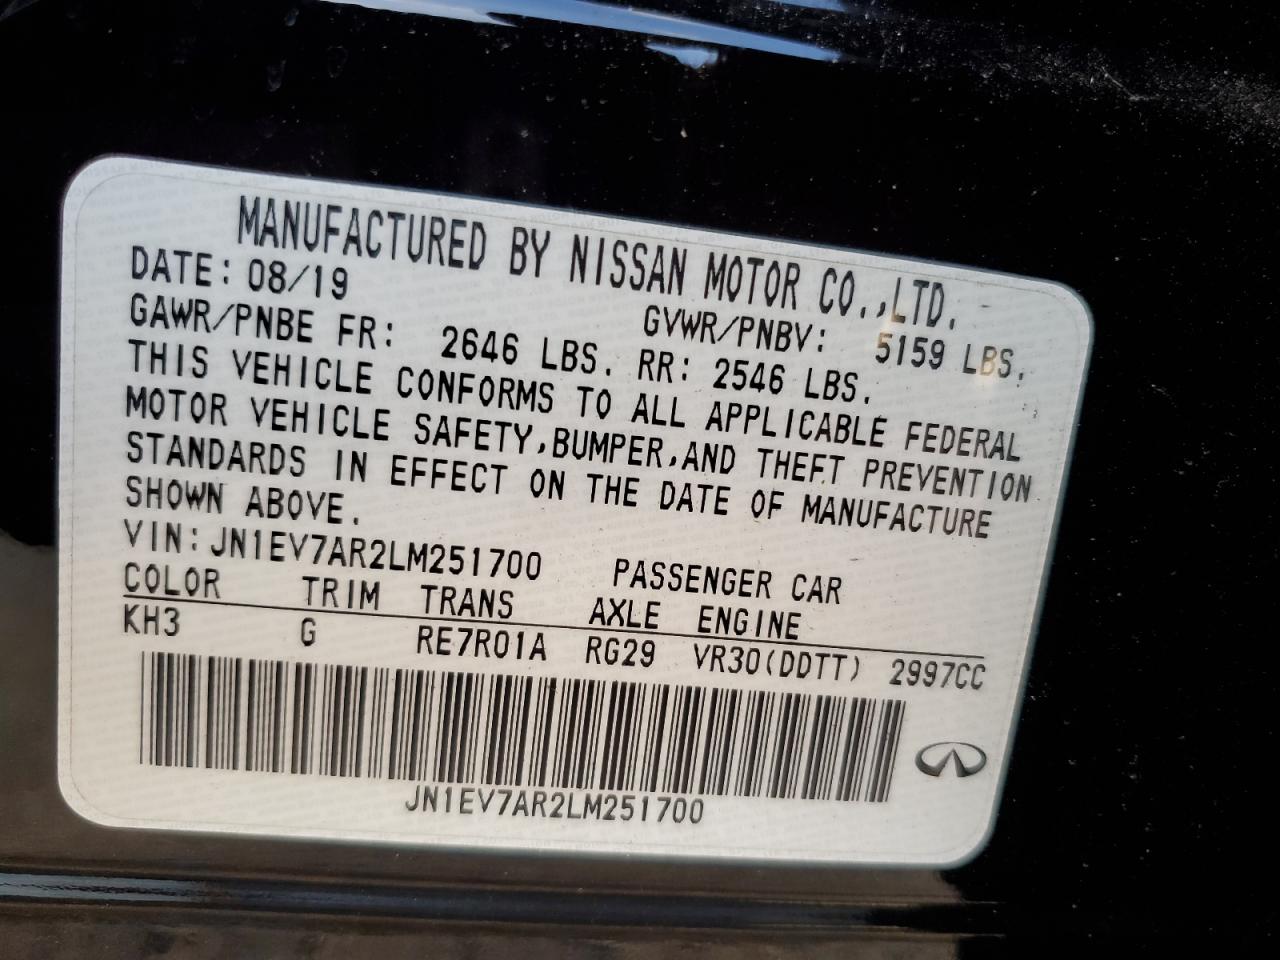 MANUFACTURED BY NISSAN MOTOR CO.,LTD.
DATE: 08/19 GVWR/PNBV: 5159 LBS.
GAWR/PNBE FR: 2646 LBS. RR: 2546 LBS.
THIS VEHICLE CONFORMS TO ALL APPLICABLE FEDERAL
MOTOR VEHICLE SAFETY,BUMPER,AND THEFT PREVENTION
STANDARDS IN EFFECT ON THE DATE OF MANUFACTURE
SHOWN ABOVE.
VIN:JN1EV7AR2LM251700 PASSENGER CAR
COLOR TRIM TRANS AXLE ENGINE
KH3 G RE7R01A RG29 VR30(DDTT) 2997CC
JN1EV7AR2LM251700